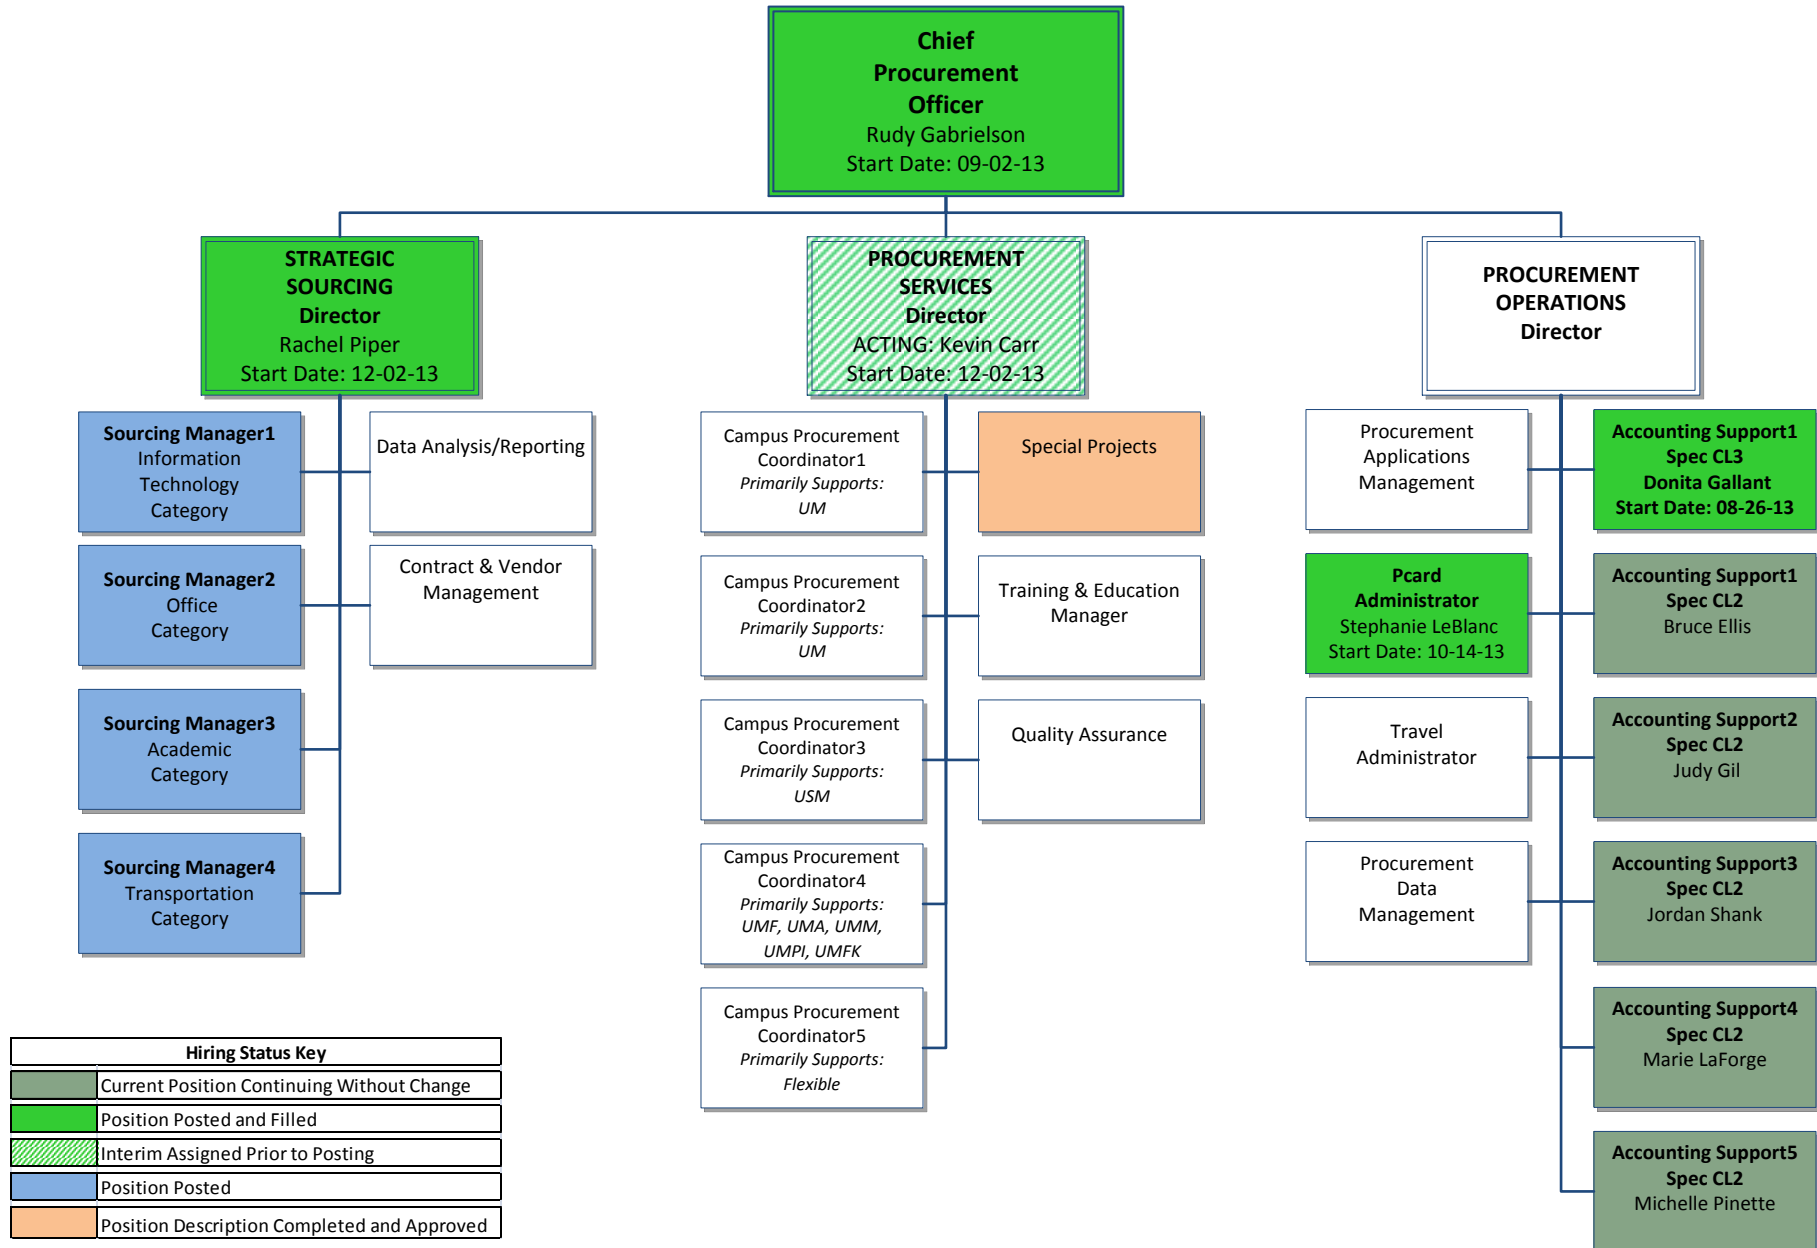 Chief
Procurement
Officer
Rudy Gabrielson
Start Date: 09-02-13
STRATEGIC
SOURCING
Director
Rachel Piper
Start Date: 12-02-13
PROCUREMENT
SERVICES
Director
ACTING: Kevin Carr
Start Date: 12-02-13
PROCUREMENT
OPERATIONS
Director
Sourcing Manager1
Information
Technology
Category
Data Analysis/Reporting
Sourcing Manager2
Office
Category
Contract & Vendor
Management
Sourcing Manager3
Academic
Category
Sourcing Manager4
Transportation
Category
Campus Procurement
Coordinator1
Primarily Supports:
UM
Special Projects
Campus Procurement
Coordinator2
Primarily Supports:
UM
Training & Education
Manager
Campus Procurement
Coordinator3
Primarily Supports:
USM
Quality Assurance
Campus Procurement
Coordinator4
Primarily Supports:
UMF, UMA, UMM,
UMPI, UMFK
Campus Procurement
Coordinator5
Primarily Supports:
Flexible
Procurement
Applications
Management
Accounting Support1
Spec CL3
Donita Gallant
Start Date: 08-26-13
Pcard
Administrator
Stephanie LeBlanc
Start Date: 10-14-13
Accounting Support1
Spec CL2
Bruce Ellis
Travel
Administrator
Accounting Support2
Spec CL2
Judy Gil
Procurement
Data
Management
Accounting Support3
Spec CL2
Jordan Shank
Accounting Support4
Spec CL2
Marie LaForge
Accounting Support5
Spec CL2
Michelle Pinette
Hiring Status Key
Current Position Continuing Without Change
Position Posted and Filled
Interim Assigned Prior to Posting
Position Posted
Position Description Completed and Approved